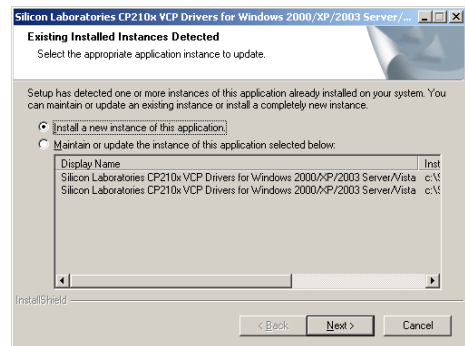 Silicon Laboratories CP210x VCP Drivers for Windows 2000/XP/2003 Server/...
Existing Installed Instances Detected
Select the appropriate application instance to update.
Setup has detected one or more instances of this application already installed on your system. You
can maintain or update an existing instance or install a completely new instance.
Install a new instance of this application.
Maintain or update the instance of this application selected below:
Display Name Inst
Silicon Laboratories CP210x VCP Drivers for Windows 2000/XP/2003 Server/Vista c:\S
Silicon Laboratories CP210x VCP Drivers for Windows 2000/XP/2003 Server/Vista c:\S
InstallShield
< Back Next > Cancel